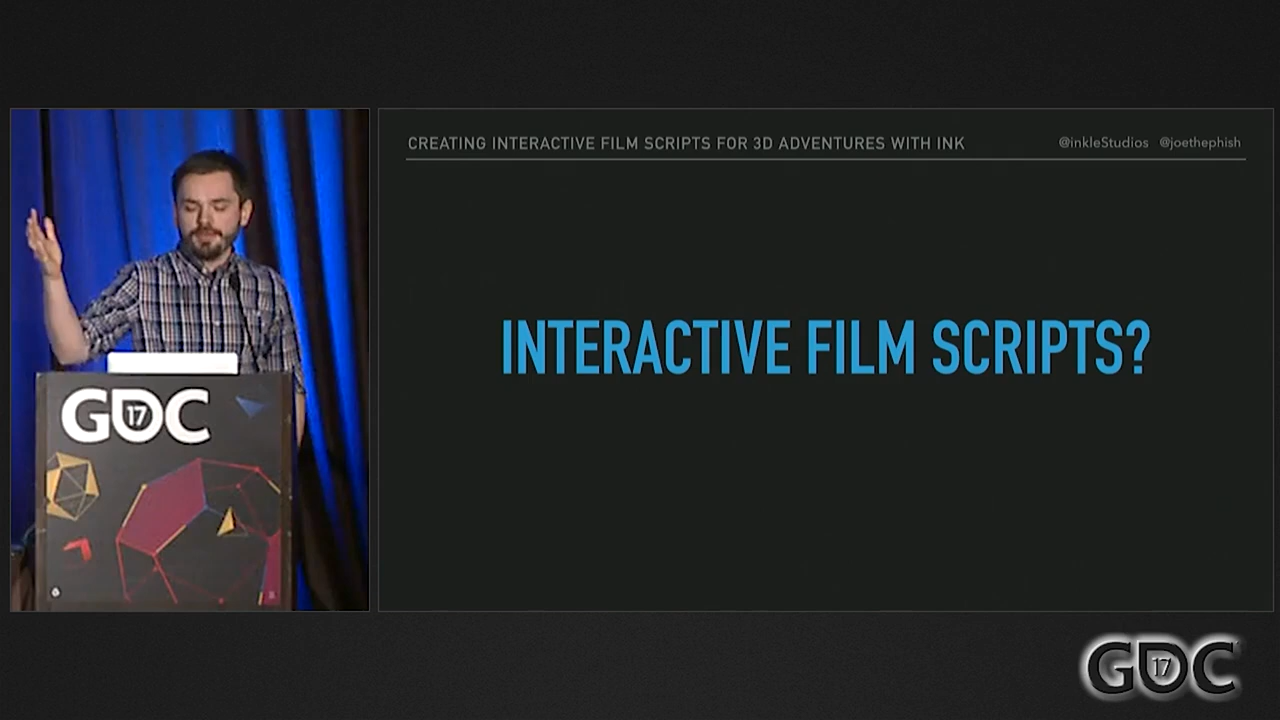 CREATING INTERACTIVE FILM SCRIPTS FOR 3D ADVENTURES WITH INK
@inkleStudios @joethephish
INTERACTIVE FILM SCRIPTS?
GDC 17
GDC 17